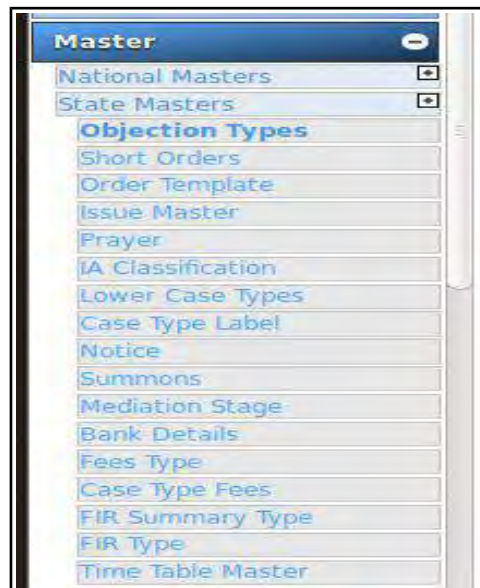 Master
National Masters
State Masters
Objection Types
Short Orders
Order Template
Issue Master
Prayer
IA Classification
Lower Case Types
Case Type Label
Notice
Summons
Mediation Stage
Bank Details
Fees Type
Case Type Fees
FIR Summary Type
FIR Type
Time Table Master